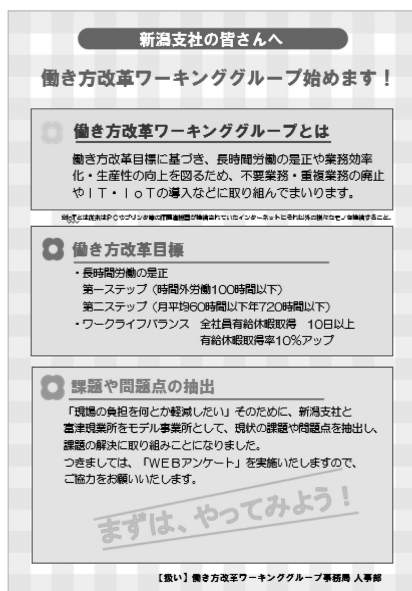 新潟支社の皆さんへ
働き方改革ワーキンググループ始めます！
働き方改革ワーキンググループとは
働き方改革目標に基づき、長時間労働の是正や業務効率
化・生産性の向上を図るため、不要業務・重複業務の廃止
やＩＴ・ＩｏＴの導入などに取り組んでまいります。
働き方改革目標
・長時間労働の是正
第一ステップ（時間外労働100時間以下）
第二ステップ（月平均60時間以下年720時間以下）
・ワークライフバランス　全社員有給休暇取得　10日以上
有給休暇取得率10％アップ
課題や問題点の抽出
「現場の負担を何とか軽減したい」そのために、新潟支社と
富津現業所をモデル事業所として、現状の課題や問題点を抽出し、
課題の解決に取り組みことになりました。
つきましては、「ＷＥＢアンケート」を実施いたしますので、
ご協力をお願いいたします。
まずは、やってみよう！
【扱い】働き方改革ワーキンググループ事務局 人事部